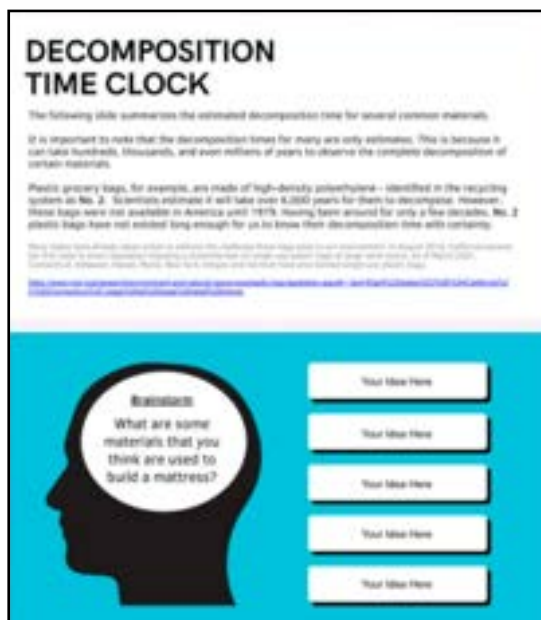 DECOMPOSITION
TIME CLOCK
The following slide summarizes the estimated decomposition time for several common materials.
It is important to note that the decomposition times for many are only estimates. This is because it
can take hundreds, thousands, and even millions of years to observe the complete decomposition of
certain materials.
Plastic grocery bags, for example, are made of high-density polyethylene - identified in the recycling
system as No. 2. Scientists estimate it will take over 6,000 years for them to decompose. However,
these bags were not available in America until 1979. Having been around for only a few decades, No. 2
plastic bags have not existed long enough for us to know their decomposition time with certainty.
Brainstorm
What are some
materials that you
think are used to
build a mattress?
Your Idea Here
Your Idea Here
Your Idea Here
Your Idea Here
Your Idea Here